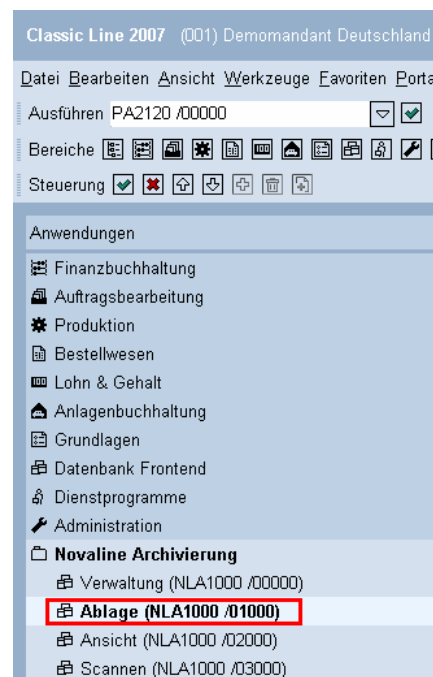 Classic Line 2007 (001) Demomandant Deutschland
Datei Bearbeiten Ansicht Werkzeuge Favoriten Porta
Ausführen PA2120 /00000
Bereiche
Steuerung
Anwendungen
Finanzbuchhaltung
Auftragsbearbeitung
Produktion
Bestellwesen
Lohn & Gehalt
Anlagenbuchhaltung
Grundlagen
Datenbank Frontend
Dienstprogramme
Administration
Novaline Archivierung
Verwaltung (NLA1000 /00000)
Ablage (NLA1000 /01000)
Ansicht (NLA1000 /02000)
Scannen (NLA1000 /03000)